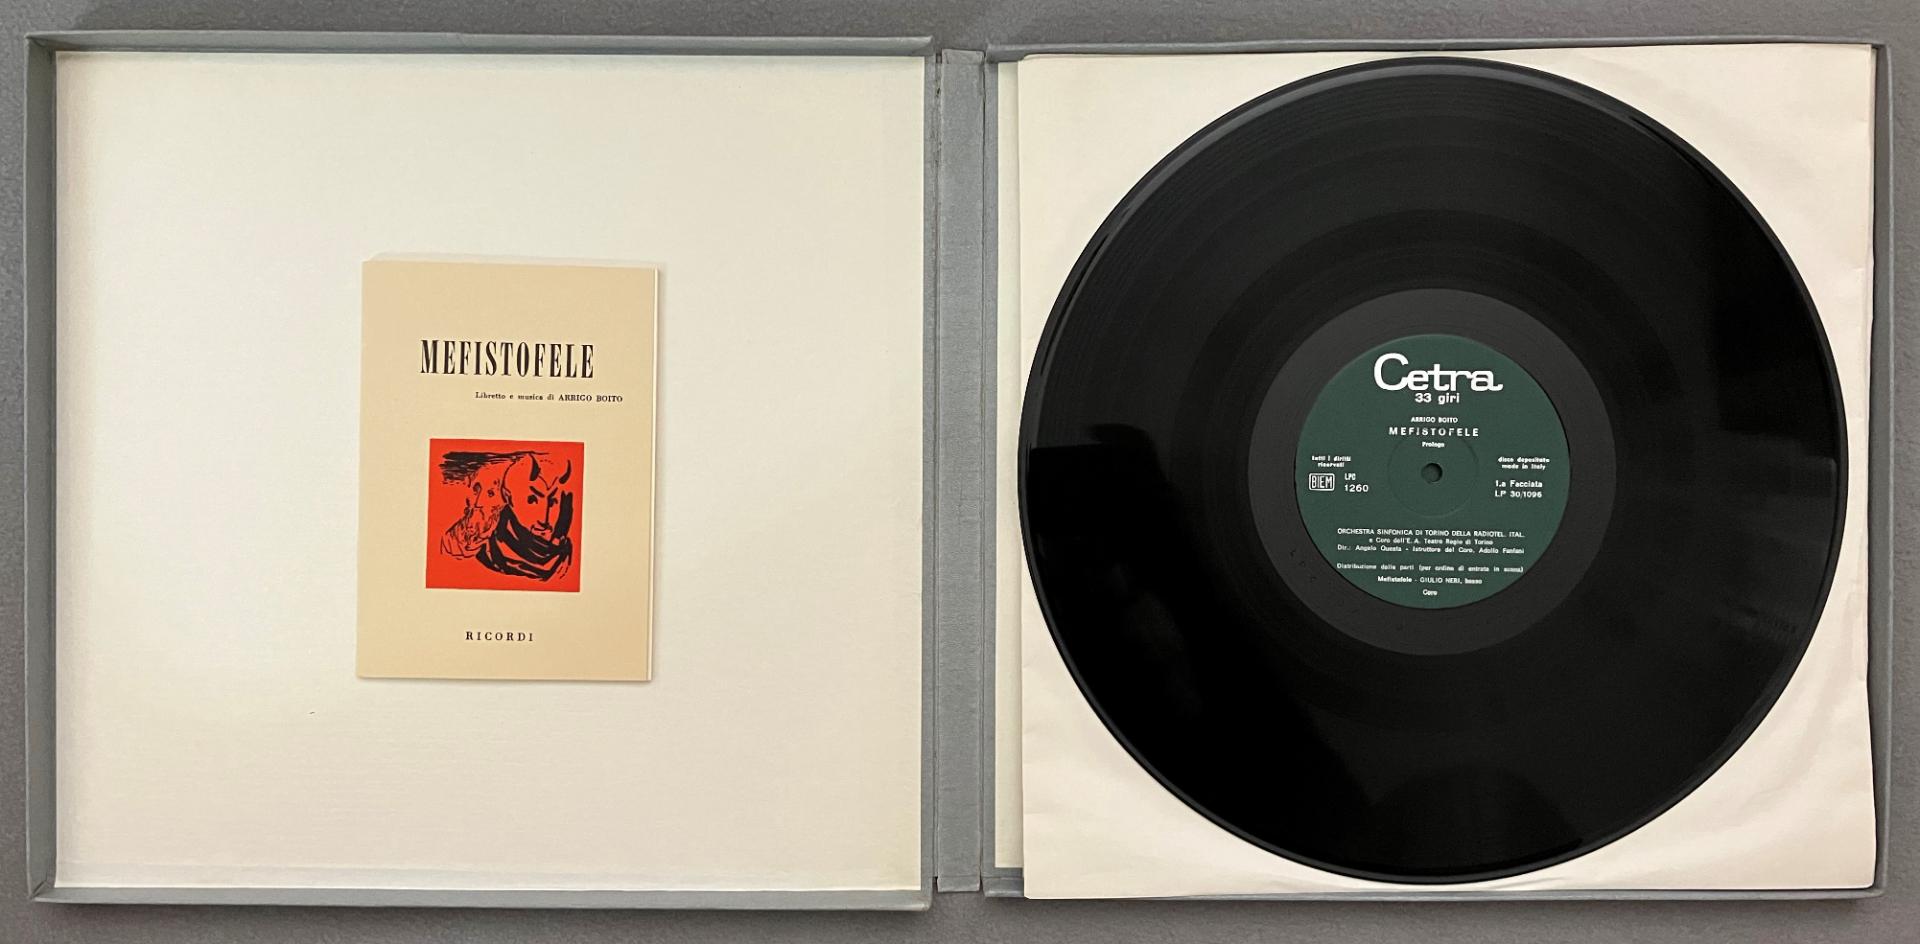 MEFISTOFELE
Libretto e musica di ARRIGO BOITO
RICORDI
Cetra
33 giri
ARRIGO BOITO
MEFISTOFELE
Prologo
tutti i diritti
riservati
disco depositato
made in Italy
BIEM
LPC
1260
1.a Facciata
LP 30/1096
ORCHESTRA SINFONICA DI TORINO DELLA RADIOTEL. ITAL.
e Coro dell'E. A. Teatro Regio di Torino
Dir.: Angelo Questa - Istruttore del Coro, Adolfo Fanfani
Distribuzione delle parti (per ordine di entrata in scena)
Mefistofele - GIULIO NERI, basso
Coro